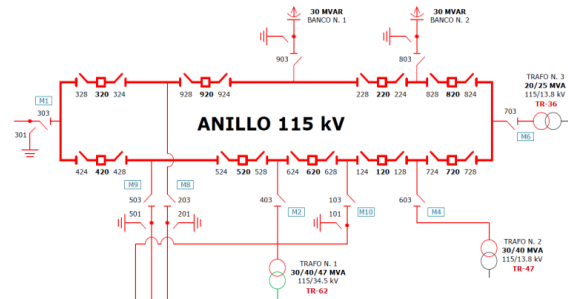 30 MVAR
BANCO N. 1
30 MVAR
BANCO N. 2
903
803
TRAFO N. 3
20/25 MVA
115/13.8 kV
TR-36
M1
303
301
328 320 324
928 920 924
228 220 224
828 820 824
703
M6
ANILLO 115 kV
424 420 428
524 520 528
624 620 628
124 120 128
724 720 728
M9
M8
503
203
501
201
403
M2
103
M10
101
603
M4
TRAFO N. 1
30/40/47 MVA
115/34.5 kV
TR-62
TRAFO N. 2
30/40 MVA
115/13.8 kV
TR-47